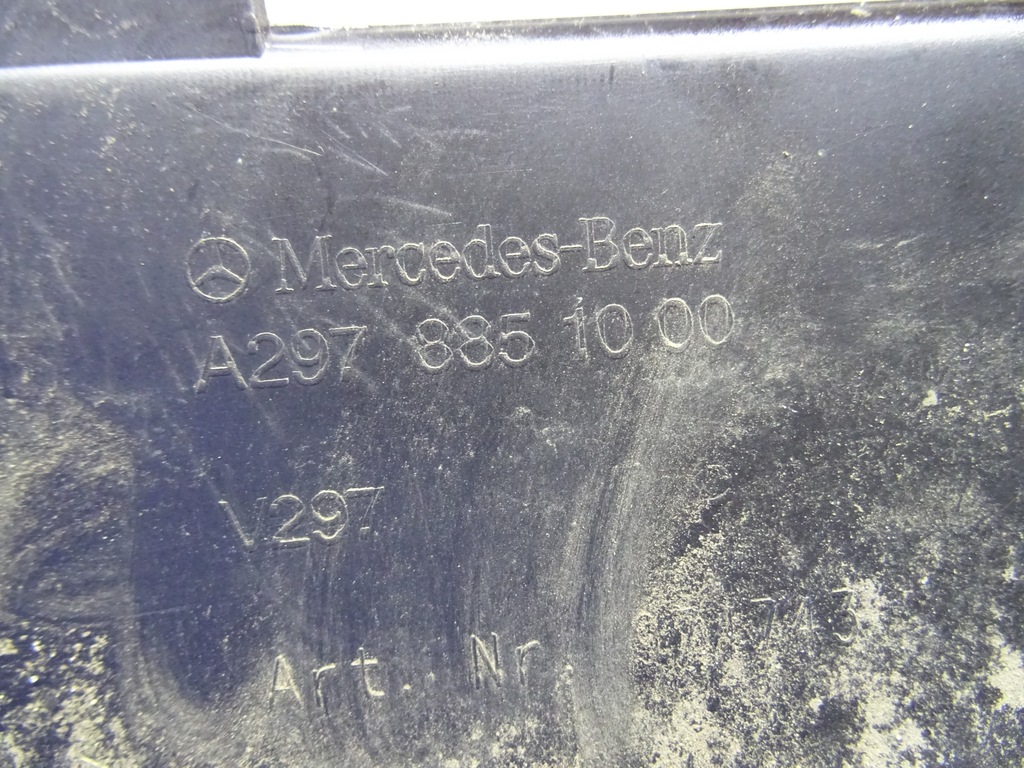 Mercedes-Benz
A297 885 10 00
V297
Art. Nr.